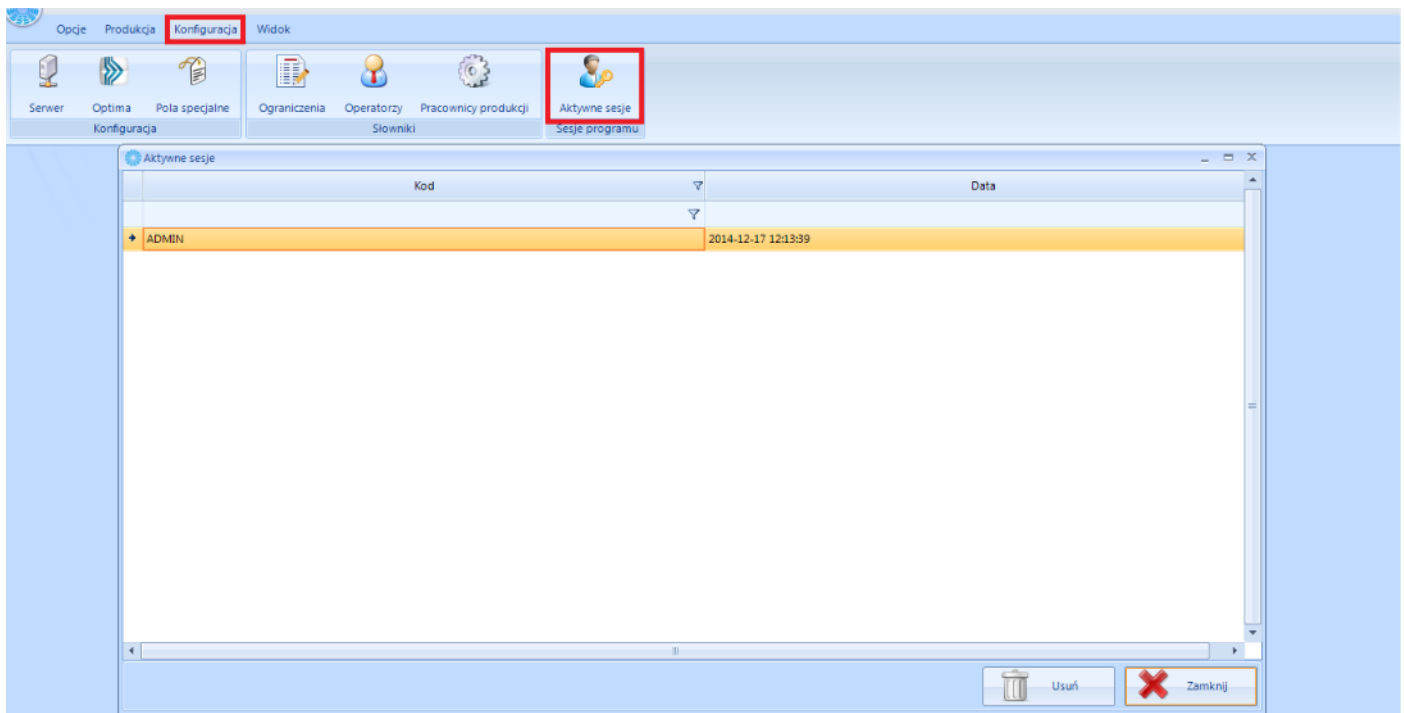 Opcje Produkcja Konfiguracja Widok
Serwer Optima Pola specjalne Ograniczenia Operatorzy Pracownicy produkcji Aktywne sesje
Konfiguracja Słowniki Sesje programu
Aktywne sesje
Kod Data
ADMIN 2014-12-17 12:13:39
Usuń Zamknij